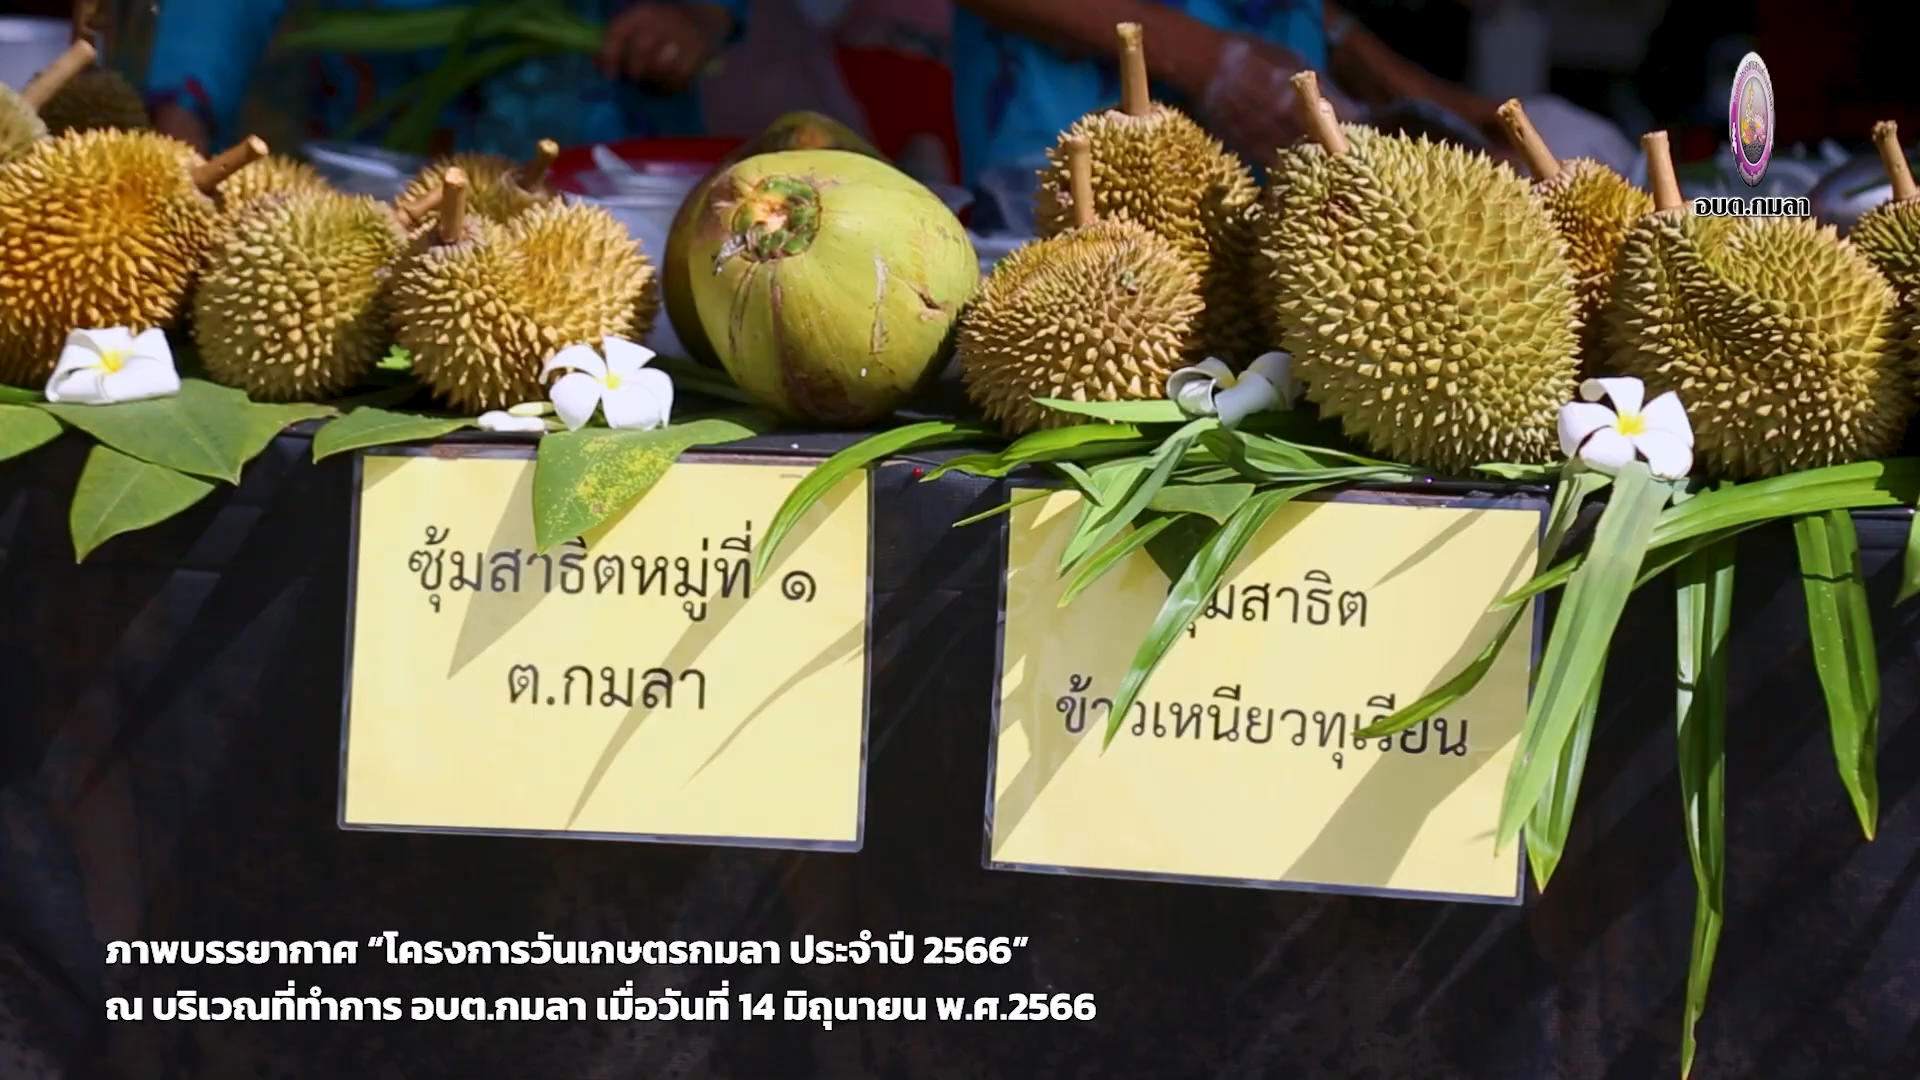 อบต.กมลา
ซุ้มสาธิตหมู่ที่ ๑
ต.กมลา
สาธิต
ข้าวเหนียวทุเรียน
ภาพบรรยากาศ “โครงการวันเกษตรกมลา ประจำปี 2566”
ณ บริเวณที่ทำการ อบต.กมลา เมื่อวันที่ 14 มิถุนายน พ.ศ.2566